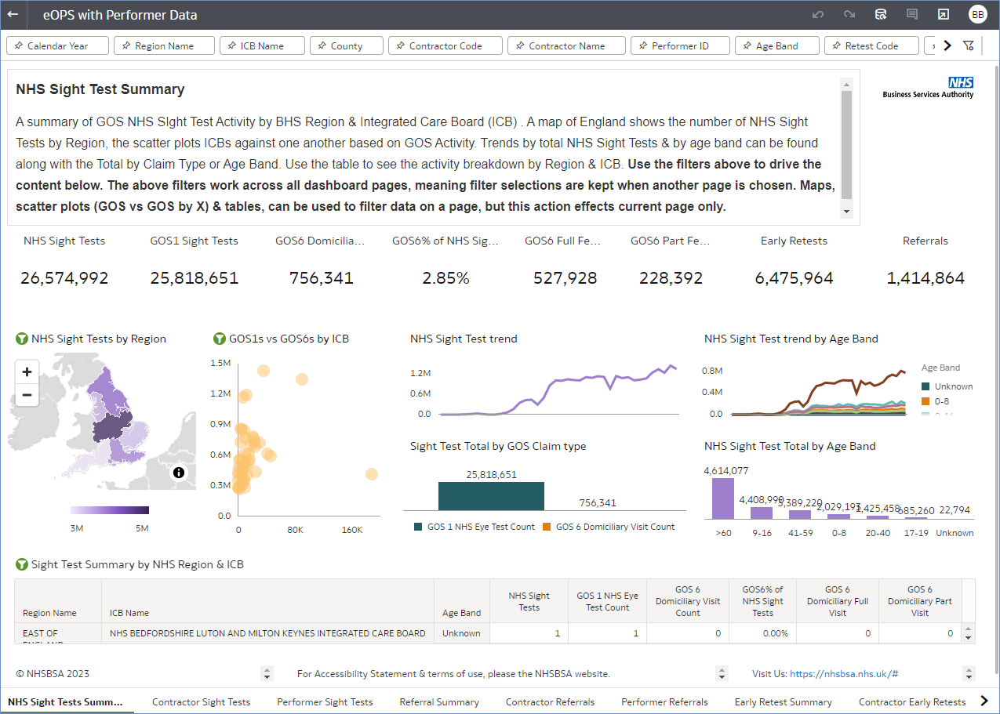 eOPS with Performer Data
BB
Calendar Year
Region Name
ICB Name
County
Contractor Code
Contractor Name
Performer ID
Age Band
Retest Code
NHS Sight Test Summary
A summary of GOS NHS SIght Test Activity by BHS Region & Integrated Care Board (ICB) . A map of England shows the number of NHS Sight
Tests by Region, the scatter plots ICBs against one another based on GOS Activity. Trends by total NHS Sight Tests & by age band can be found
along with the Total by Claim Type or Age Band. Use the table to see the activity breakdown by Region & ICB. Use the filters above to drive the
content below. The above filters work across all dashboard pages, meaning filter selections are kept when another page is chosen. Maps,
scatter plots (GOS vs GOS by X) & tables, can be used to filter data on a page, but this action effects current page only.
NHS
Business Services Authority
NHS Sight Tests
GOS1 Sight Tests
GOS6 Domicilia...
GOS6% of NHS Sig...
GOS6 Full Fe...
GOS6 Part Fe...
Early Retests
Referrals
26,574,992
25,818,651
756,341
2.85%
527,928
228,392
6,475,964
1,414,864
NHS Sight Tests by Region
+
−
3M
5M
GOS1s vs GOS6s by ICB
1.5M
1.2M
0.9M
0.6M
0.3M
0.0
0
80K
160K
NHS Sight Test trend
1.2M
0.6M
0.0
NHS Sight Test trend by Age Band
0.8M
0.4M
0.0
Age Band
Unknown
0-8
Sight Test Total by GOS Claim type
25,818,651
756,341
GOS 1 NHS Eye Test Count
GOS 6 Domiciliary Visit Count
NHS Sight Test Total by Age Band
4,614,077
4,408,990
2,029,193
1,425,458
685,260
22,794
>60
9-16
41-59
0-8
20-40
17-19
Unknown
Sight Test Summary by NHS Region & ICB
Region Name
ICB Name
Age Band
NHS Sight
Tests
GOS 1 NHS Eye
Test Count
GOS 6
Domiciliary Visit
Count
GOS6% of
NHS Sight
Tests
GOS 6
Domiciliary Full
Visit
GOS 6
Domiciliary Part
Visit
EAST OF
ENGLAND
NHS BEDFORDSHIRE LUTON AND MILTON KEYNES INTEGRATED CARE BOARD
Unknown
1
1
0
0.00%
0
0
© NHSBSA 2023
For Accessibility Statement & terms of use, please the NHSBSA website.
Visit Us: https://nhsbsa.nhs.uk/#
NHS Sight Tests Summ...
Contractor Sight Tests
Performer Sight Tests
Referral Summary
Contractor Referrals
Performer Referrals
Early Retest Summary
Contractor Early Retests